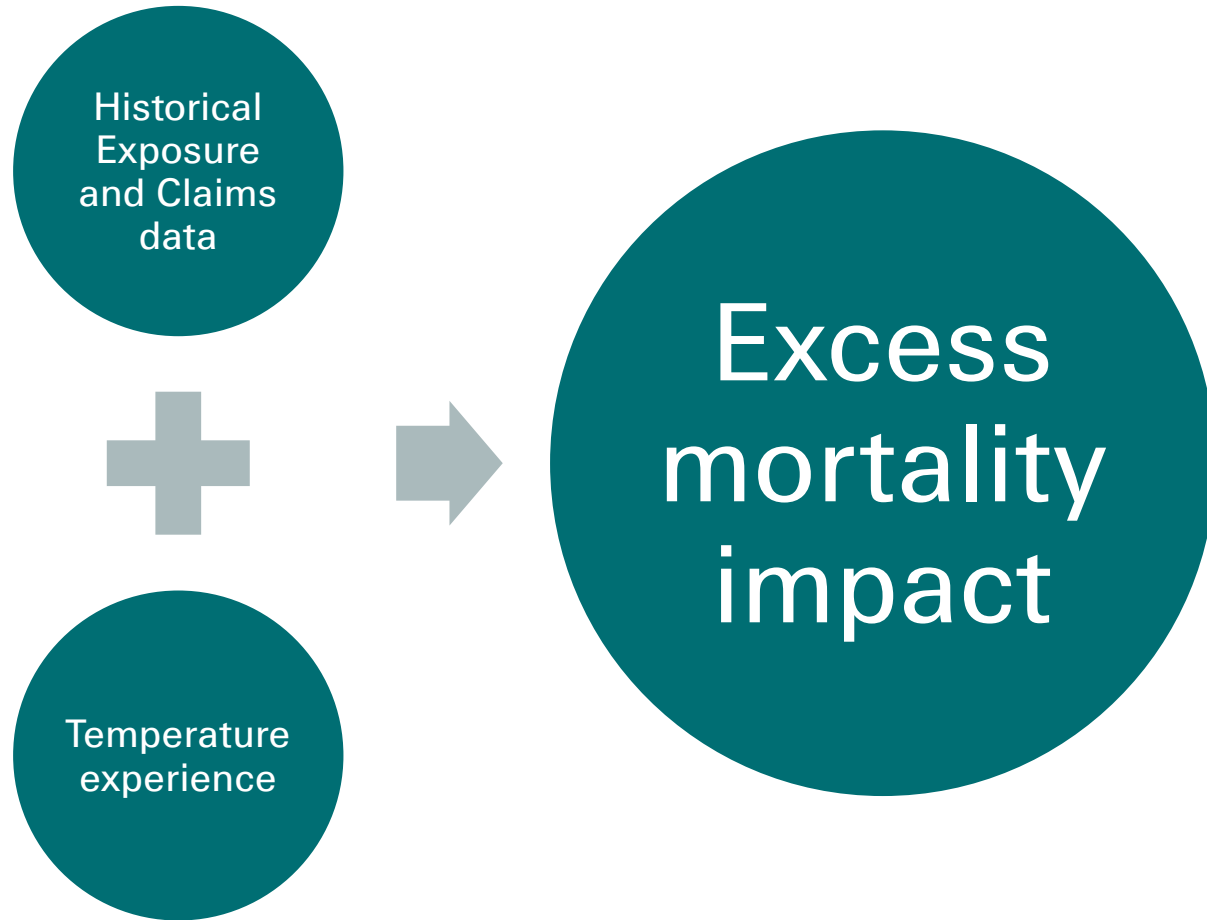 Historical
Exposure
and Claims
data
Temperature
experience
Excess
mortality
impact